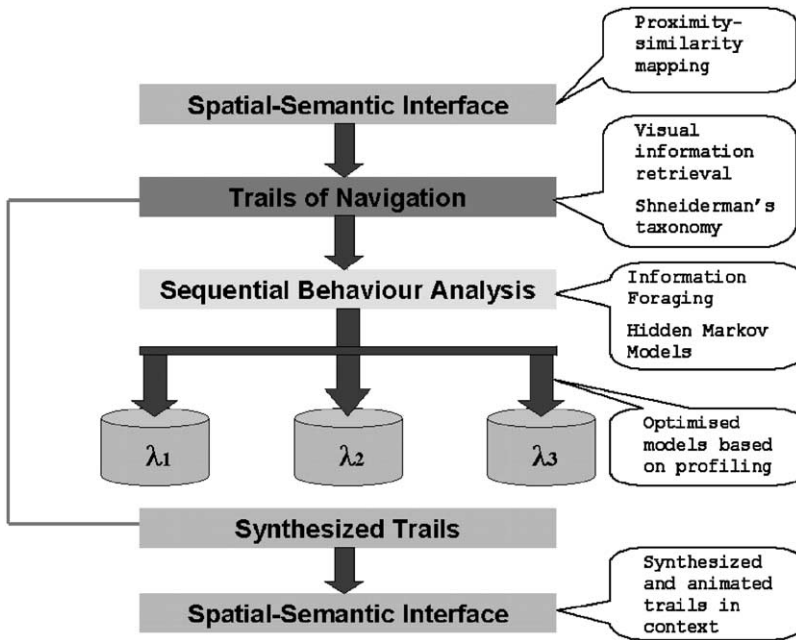 Proximity-
similarity
mapping
Spatial-Semantic Interface
Visual
information
retrieval
Shneiderman's
taxonomy
Trails of Navigation
Sequential Behaviour Analysis
Information
Foraging
Hidden Markov
Models
λ1
λ2
λ3
Optimised
models based
on profiling
Synthesized Trails
Synthesized
and animated
trails in
context
Spatial-Semantic Interface